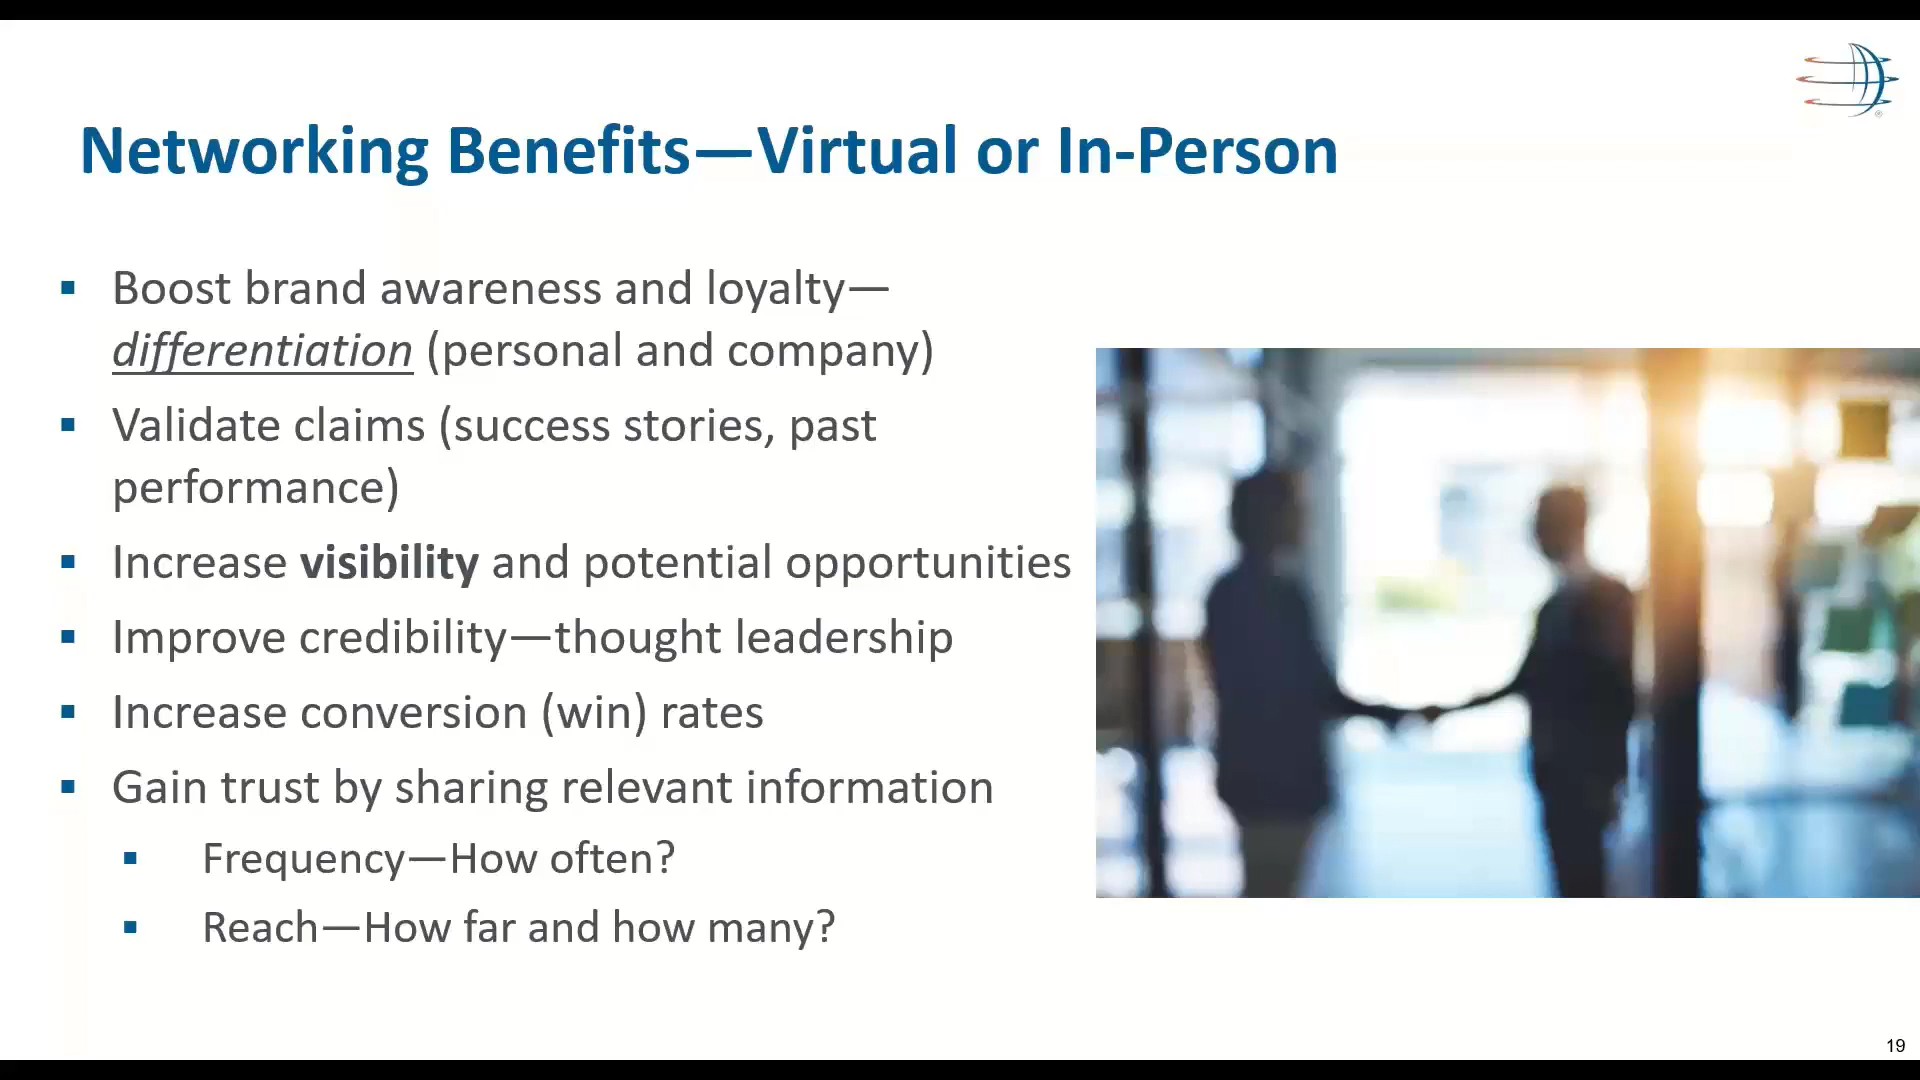 Networking Benefits—Virtual or In-Person
▪ Boost brand awareness and loyalty—
differentiation (personal and company)
▪ Validate claims (success stories, past
performance)
▪ Increase visibility and potential opportunities
▪ Improve credibility—thought leadership
▪ Increase conversion (win) rates
▪ Gain trust by sharing relevant information
▪ Frequency—How often?
▪ Reach—How far and how many?
®
19